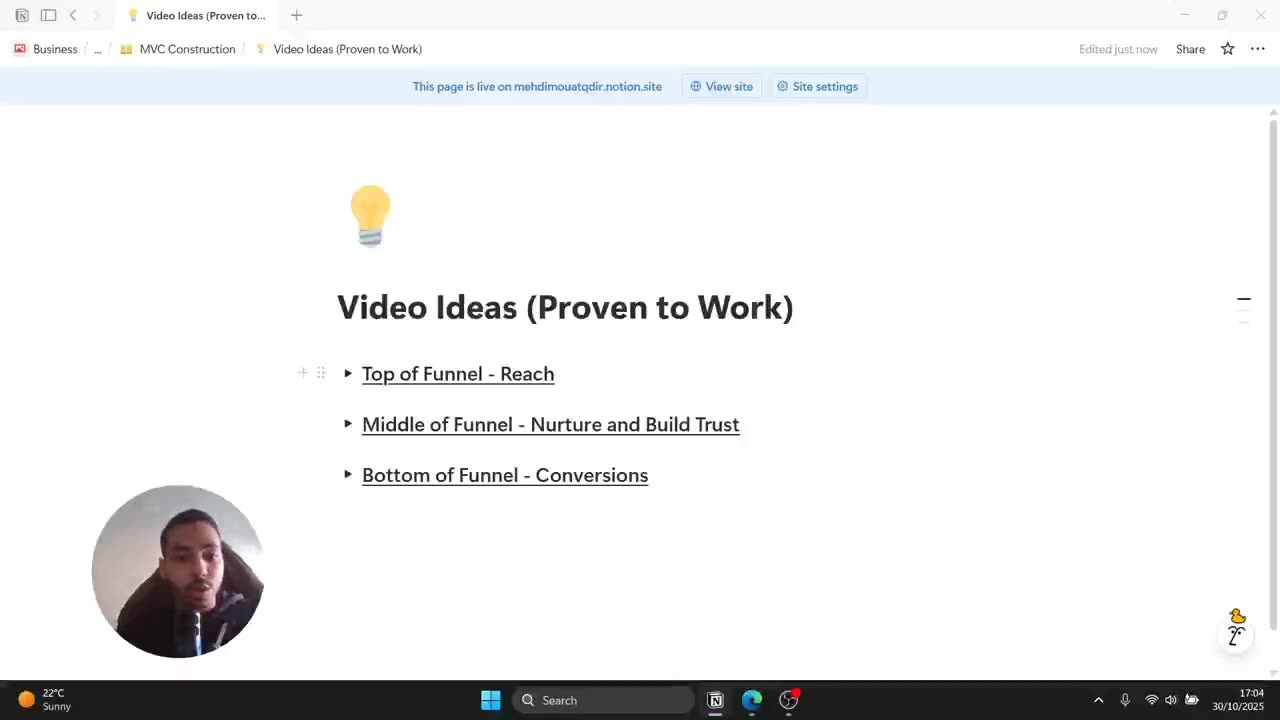 Video Ideas (Proven to...
Business / ... / MVC Construction / Video Ideas (Proven to Work)
Edited just now
Share
This page is live on mehdimouatqdir.notion.site
View site
Site settings
Video Ideas (Proven to Work)
Top of Funnel - Reach
Middle of Funnel - Nurture and Build Trust
Bottom of Funnel - Conversions
22°C
Sunny
Search
17:04
30/10/2025